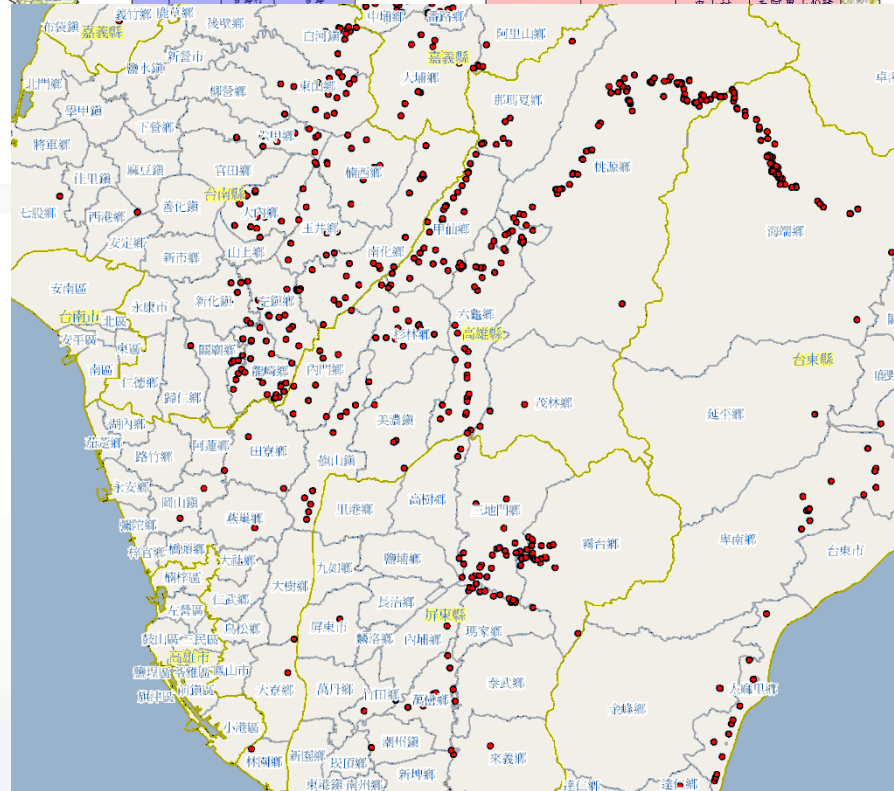 義竹鄉
鹿草鄉
後壁鄉
中埔鄉
番路鄉
布袋鎮
嘉義縣
白河鎮
阿里山鄉
嘉義縣
新營市
鹽水鎮
大埔鄉
卓溪
北門鄉
柳營鄉
東山鄉
那瑪夏鄉
學甲鎮
下營鄉
六甲鄉
將軍鄉
麻豆鎮
官田鄉
楠西鄉
桃源鄉
佳里鎮
台南縣
七股鄉
西港鄉
善化鎮
大內鄉
玉井鄉
甲仙鄉
海端鄉
安定鄉
山上鄉
南化鄉
新市鄉
安南區
永康市
新化鎮
左鎮鄉
六龜鄉
台南市
北區
杉林鄉
高雄縣
安平區
東區
關廟鄉
台東縣
南區
仁德鄉
龍崎鄉
內門鄉
鹿野
歸仁鄉
茂林鄉
延平鄉
湖內鄉
美濃鎮
茄萣鄉
阿蓮鄉
田寮鄉
路竹鄉
旗山鎮
永安鄉
岡山鎮
里港鄉
高樹鄉
三地門鄉
彌陀鄉
燕巢鄉
霧台鄉
卑南鄉
梓官鄉
橋頭鄉
大社鄉
台東市
九如鄉
鹽埔鄉
楠梓區
大樹鄉
仁武鄉
長治鄉
左營區
屏東縣
鳥松鄉
屏東市
瑪家鄉
鼓山區
三民區
麟洛鄉
內埔鄉
高雄市
鹽埕區
苓雅區
鳳山市
泰武鄉
太麻里鄉
旗津區
前鎮區
大寮鄉
萬丹鄉
竹田鄉
萬巒鄉
金峰鄉
小港區
潮州鎮
林園鄉
新園鄉
崁頂鄉
來義鄉
新埤鄉
東港鎮
南州鄉
達仁鄉
達仁鄉